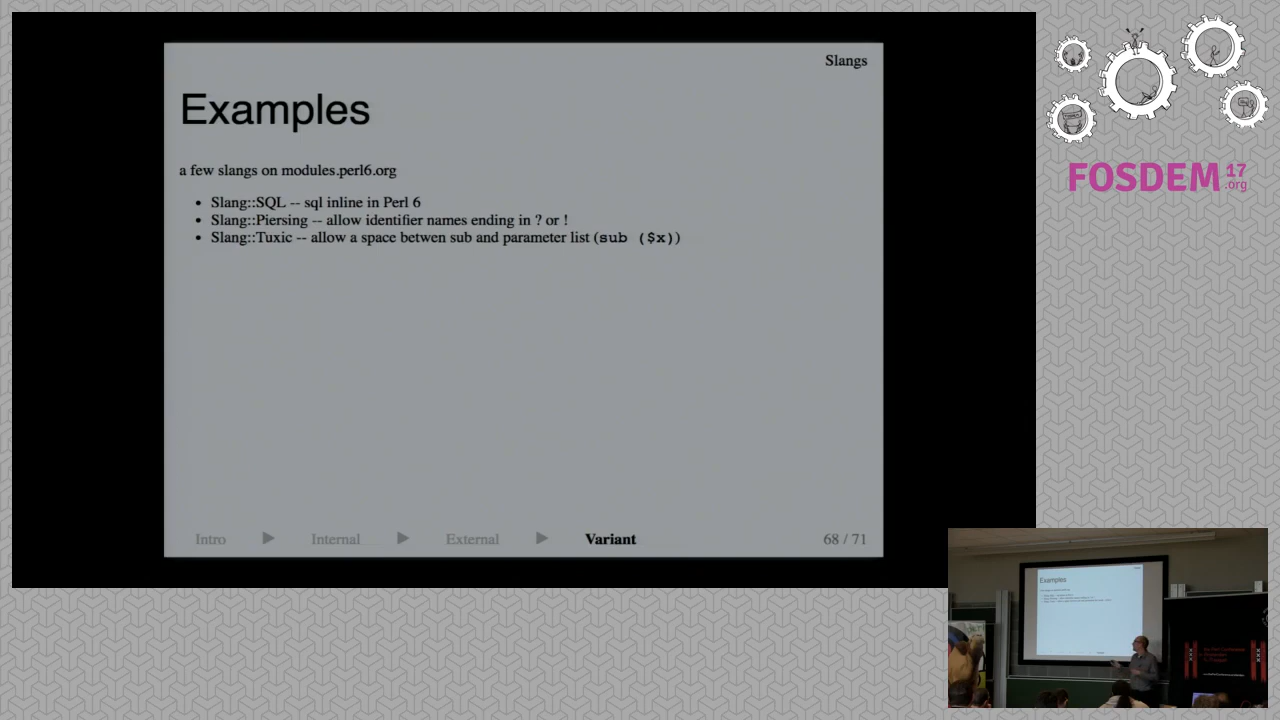 Slangs
Examples
a few slangs on modules.perl6.org
• Slang::SQL -- sql inline in Perl 6
• Slang::Piersing -- allow identifier names ending in ? or !
• Slang::Tuxic -- allow a space betwen sub and parameter list (sub ($x))
Intro ▶ Internal ▶ External ▶ Variant 68 / 71
FOSDEM 17 .org
Examples